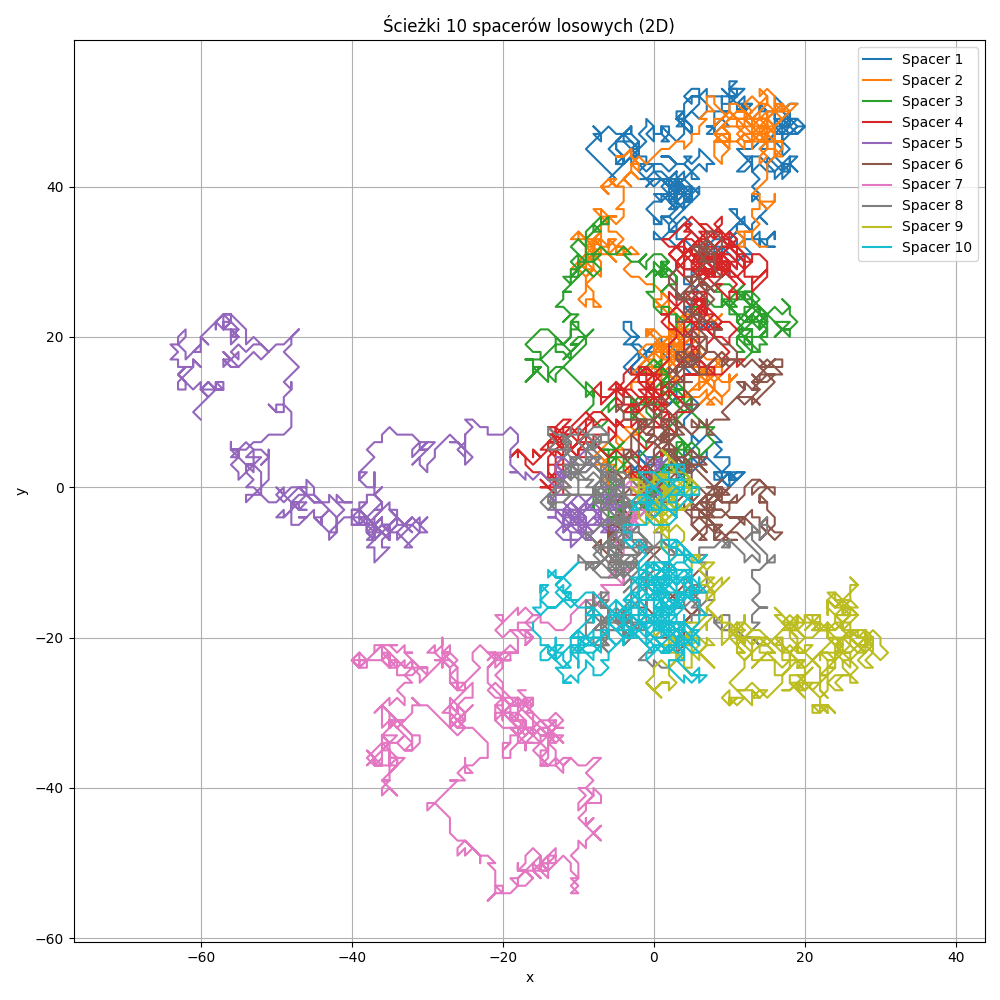 Ścieżki 10 spacerów losowych (2D)
Spacer 1
Spacer 2
Spacer 3
Spacer 4
Spacer 5
Spacer 6
Spacer 7
Spacer 8
Spacer 9
Spacer 10
40
20
0
−20
−40
−60
y
−60 −40 −20 0 20 40
x